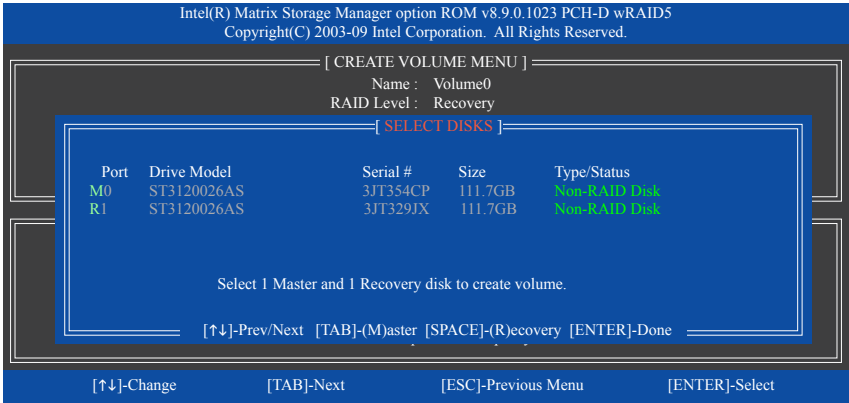 Intel(R) Matrix Storage Manager option ROM v8.9.0.1023 PCH-D wRAID5
Copyright(C) 2003-09 Intel Corporation.  All Rights Reserved.
[ CREATE VOLUME MENU ]
Name :   Volume0
RAID Level :   Recovery
[ SELECT DISKS ]
Port   Drive Model   Serial #   Size   Type/Status
M0   ST3120026AS   3JT354CP   111.7GB   Non-RAID Disk
R1   ST3120026AS   3JT329JX   111.7GB   Non-RAID Disk
Select 1 Master and 1 Recovery disk to create volume.
[↑↓]-Prev/Next   [TAB]-(M)aster   [SPACE]-(R)ecovery   [ENTER]-Done
[↑↓]-Change   [TAB]-Next   [ESC]-Previous Menu   [ENTER]-Select